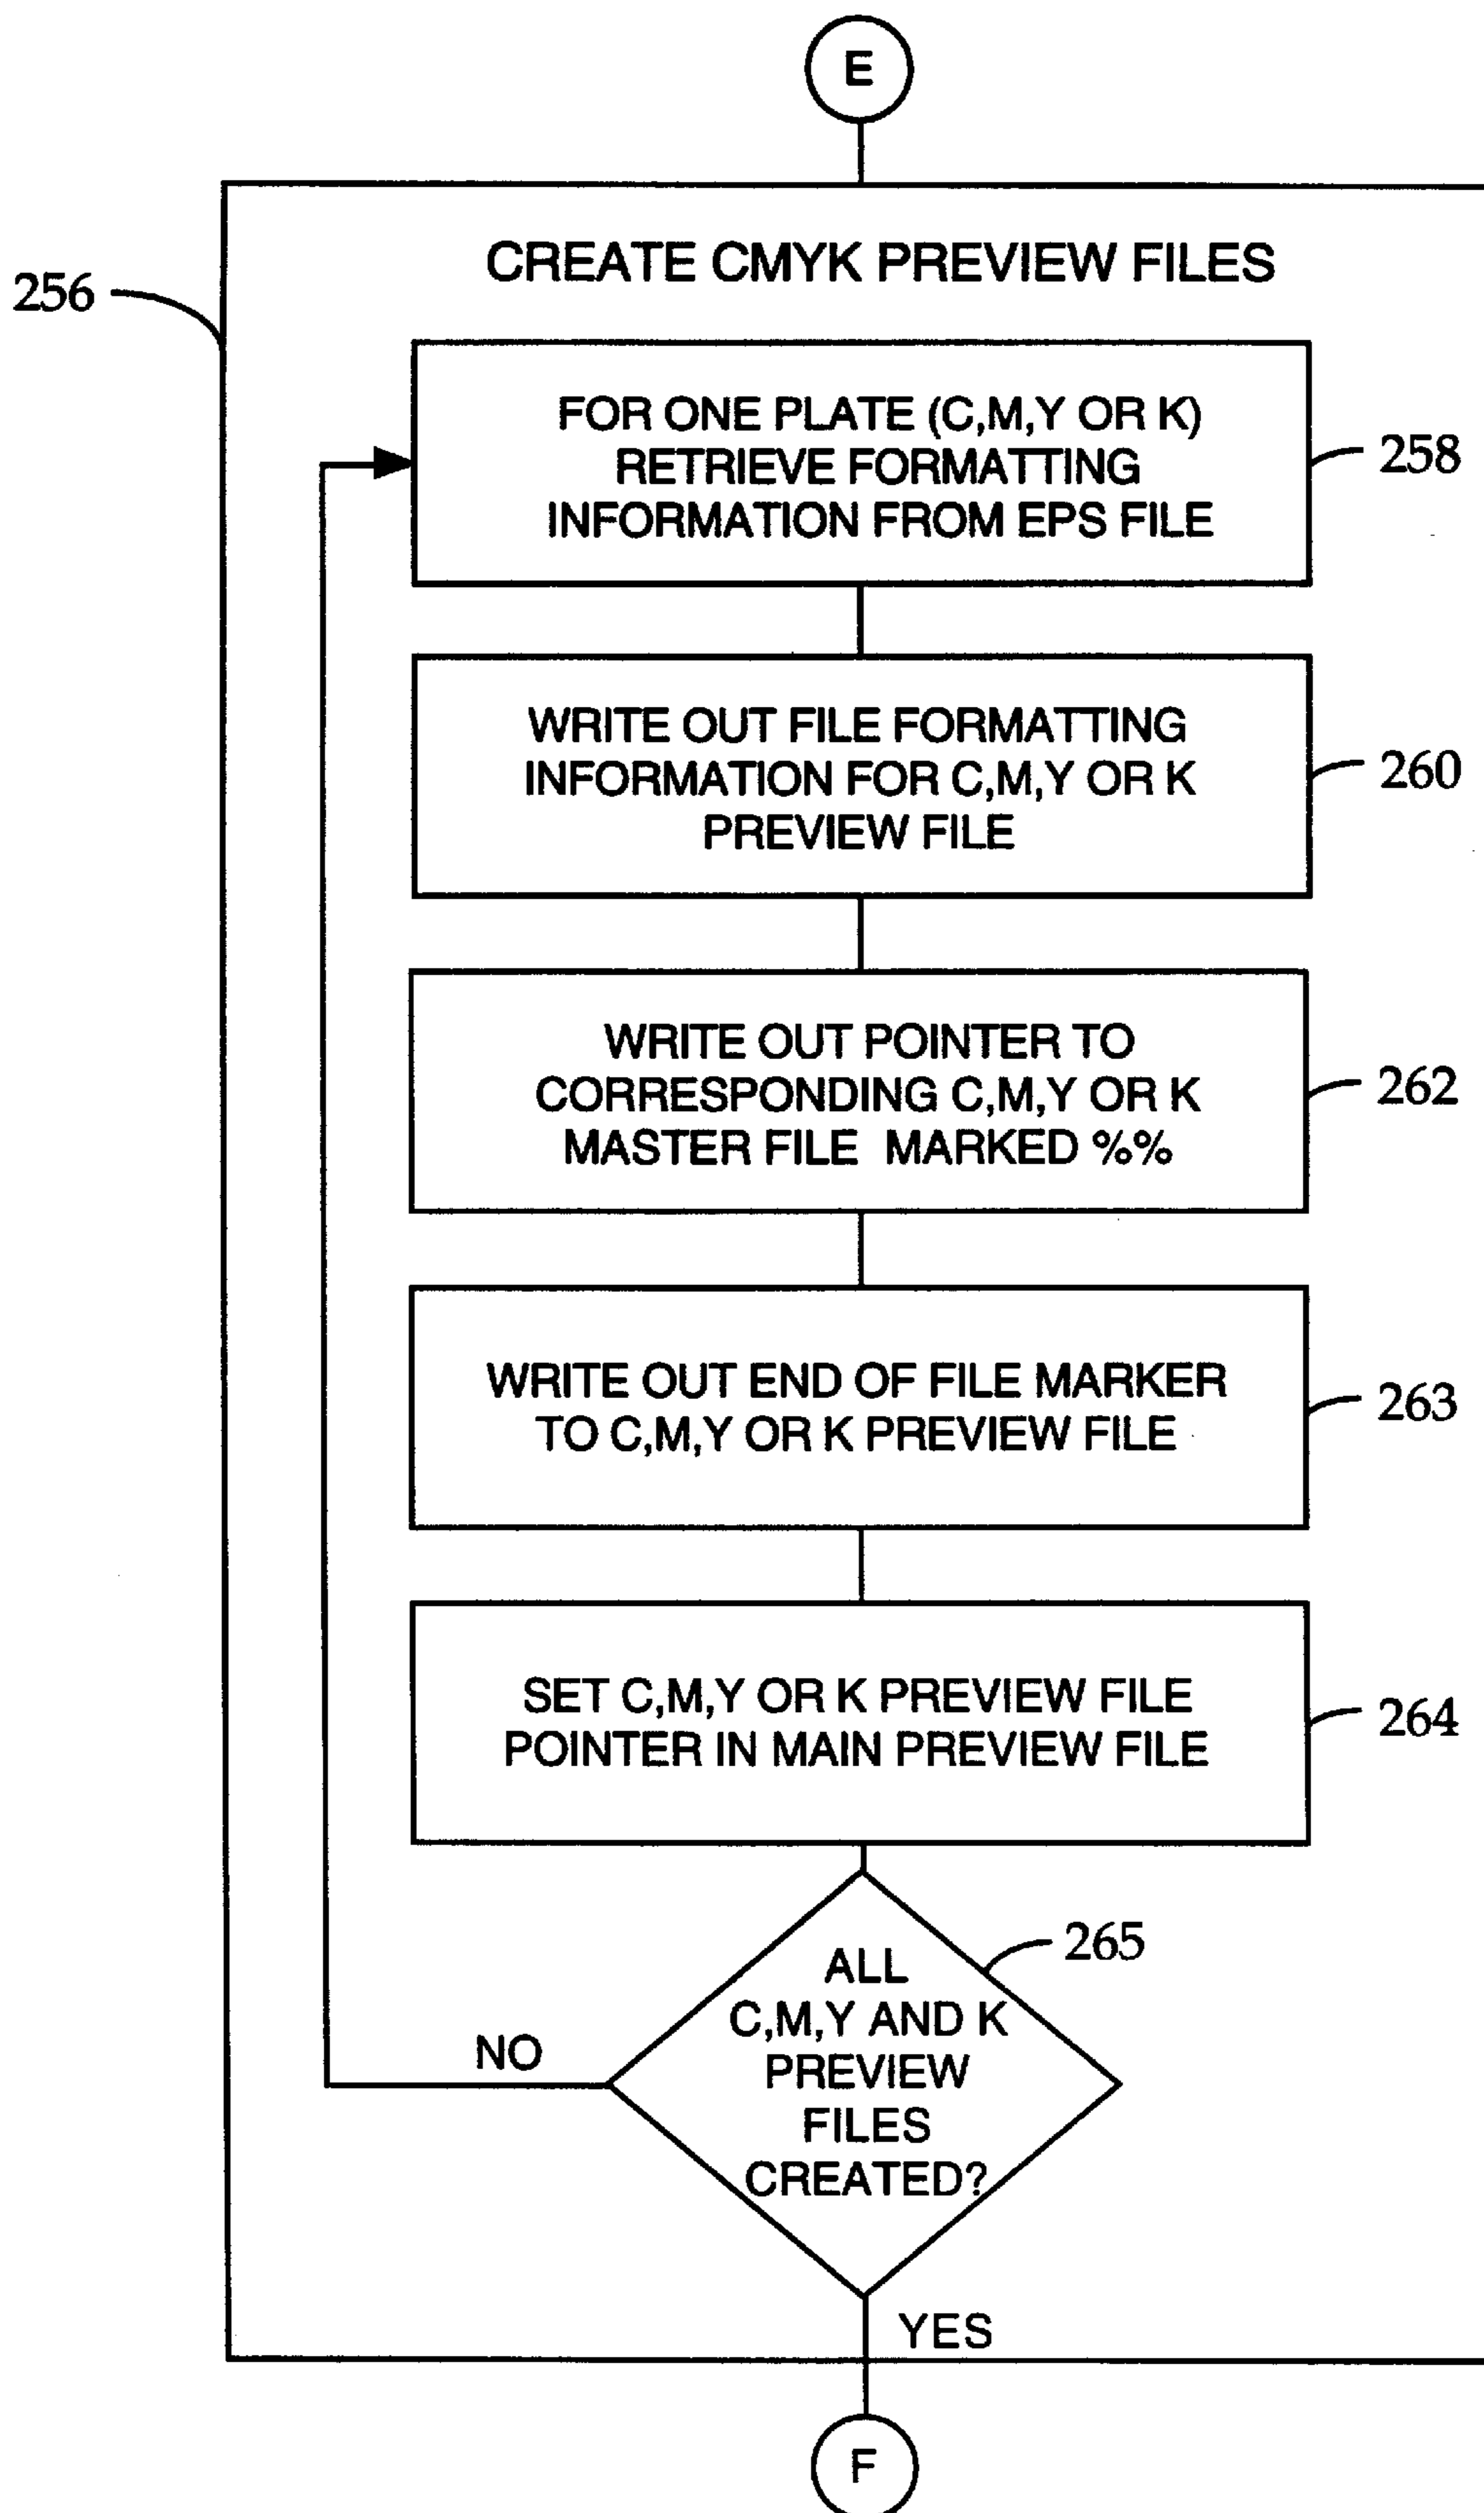 E
CREATE CMYK PREVIEW FILES
256
FOR ONE PLATE (C,M,Y OR K)
RETRIEVE FORMATTING
INFORMATION FROM EPS FILE
258
WRITE OUT FILE FORMATTING
INFORMATION FOR C,M,Y OR K
PREVIEW FILE
260
WRITE OUT POINTER TO
CORRESPONDING C,M,Y OR K
MASTER FILE MARKED %%
262
WRITE OUT END OF FILE MARKER
TO C,M,Y OR K PREVIEW FILE
263
SET C,M,Y OR K PREVIEW FILE
POINTER IN MAIN PREVIEW FILE
264
265
ALL
C,M,Y AND K
PREVIEW
FILES
CREATED?
NO
YES
F